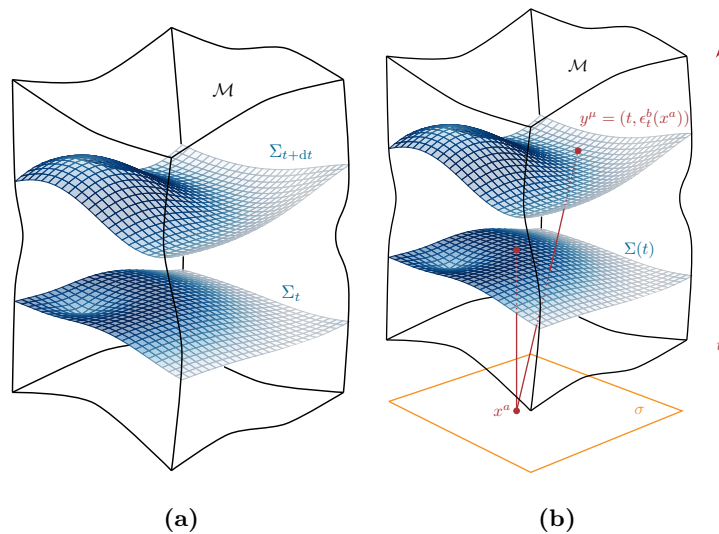 𝓜
Σ_{t+dt}
Σ_t
(a)
𝓜
y^μ = (t, ϵ_t^b(x^a))
Σ(t)
x^a
σ
(b)